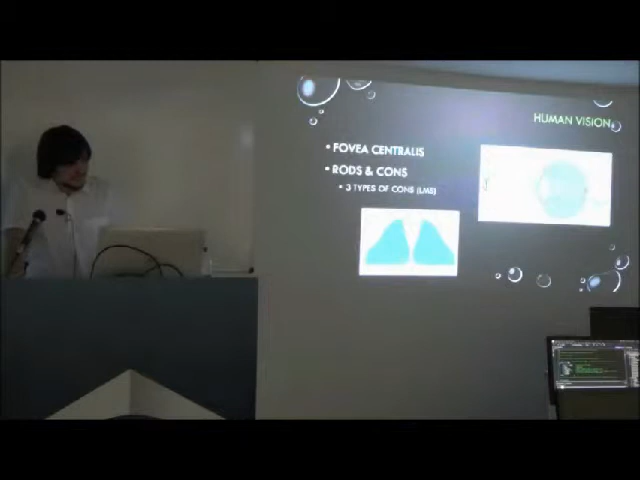 HUMAN VISION
• FOVEA CENTRALIS
• RODS & CONS
• 3 TYPES OF CONS (LMS)